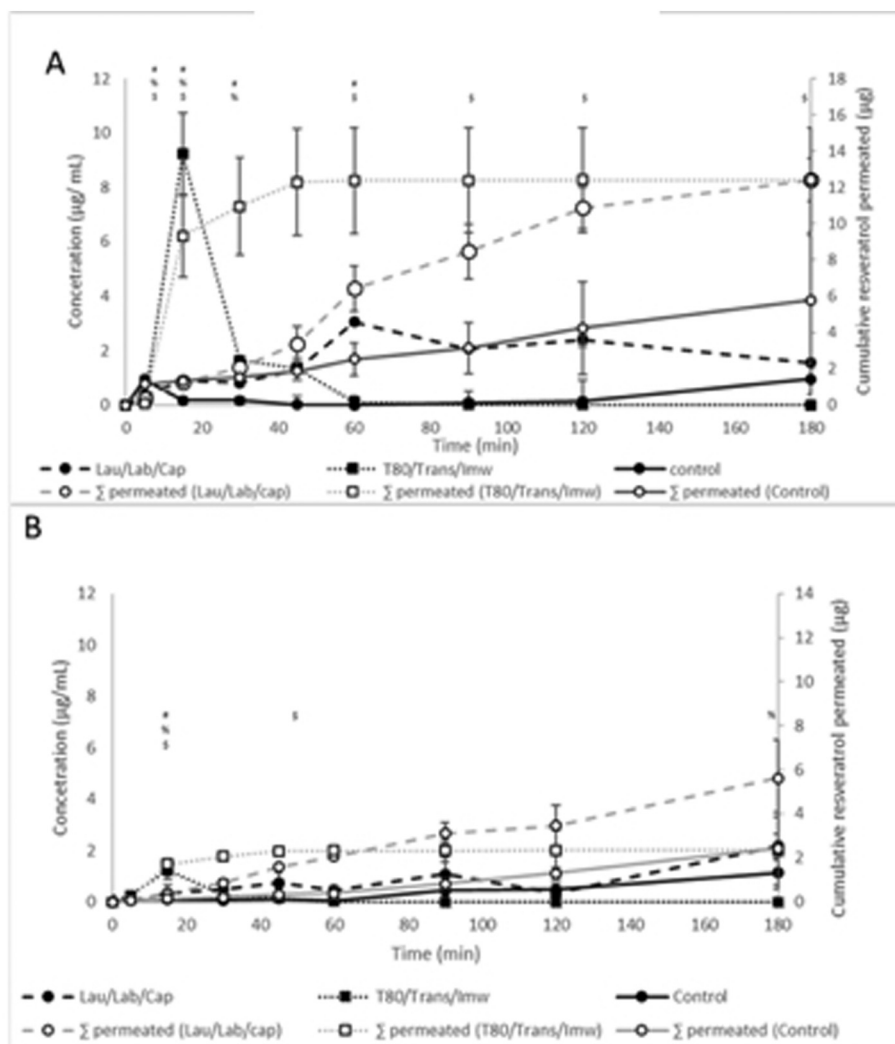 A
# # # #
% % % $ $ $ $
$ $
12 18
10 16
14
8 12
10
6 8
4 6
4
2 2
0 0
Concetration (µg/ mL)
Cumulative resveratrol permeated (µg)
0 20 40 60 80 100 120 140 160 180
Time (min)
Lau/Lab/Cap T80/Trans/Imw control
∑ permeated (Lau/Lab/cap) ∑ permeated (T80/Trans/Imw) ∑ permeated (Control)
B
12 14
10 12
8 10
8
6 6
4 4
2 2
0 0
Concetration (µg/mL)
Cumulative resveratrol permeated (µg)
# $ %
%
$
0 20 40 60 80 100 120 140 160 180
Time (min)
Lau/Lab/Cap T80/Trans/Imw Control
∑ permeated (Lau/Lab/cap) ∑ permeated (T80/Trans/Imw) ∑ permeated (Control)